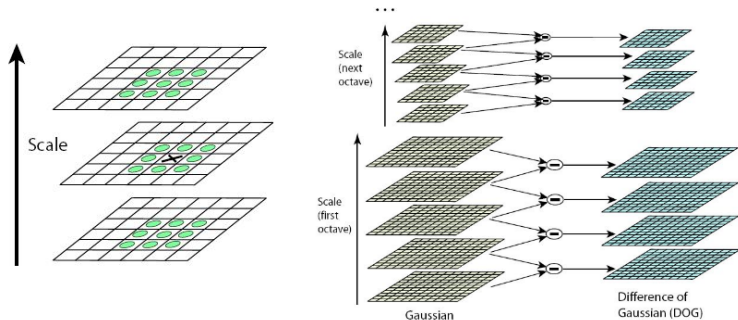 ...
Scale
Scale
(next
octave)
Scale
(first
octave)
Gaussian
Difference of
Gaussian (DOG)